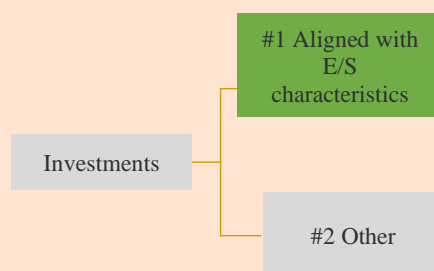 #1 Aligned with
E/S
characteristics
Investments
#2 Other